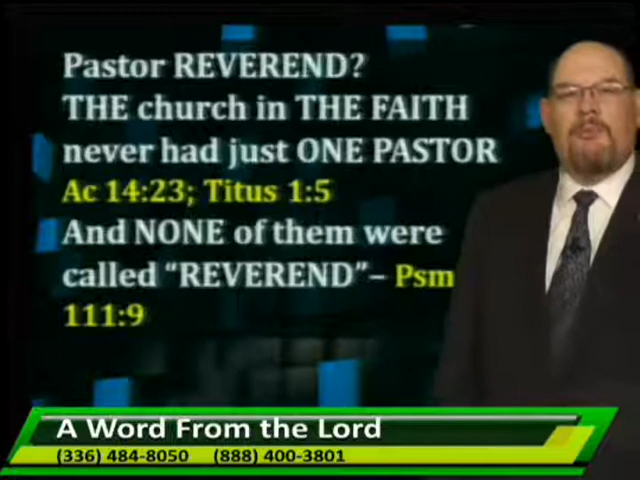 Pastor REVEREND?
THE church in THE FAITH
never had just ONE PASTOR
Ac 14:23; Titus 1:5
And NONE of them were
called “REVEREND”– Psm
111:9
A Word From the Lord
(336) 484-8050 (888) 400-3801